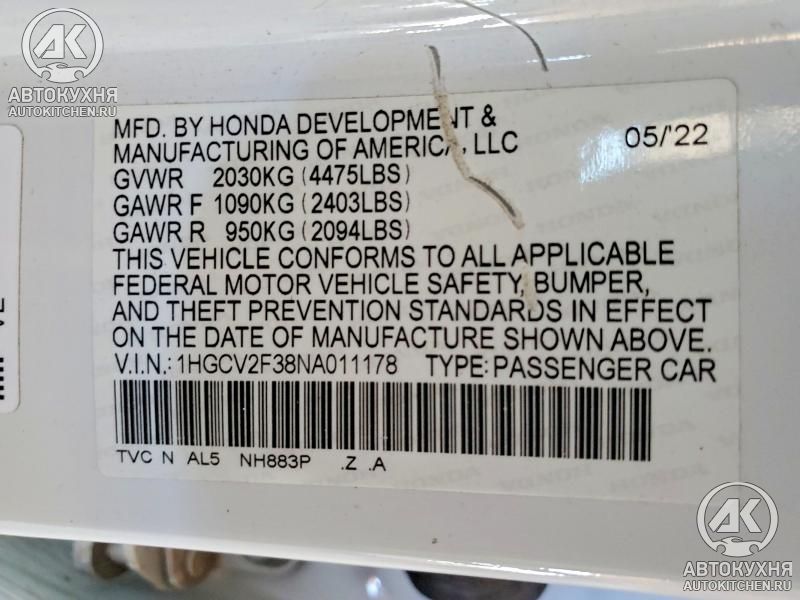 AK
АВТОКУХНЯ
AUTOKITCHEN.RU
MFD. BY HONDA DEVELOPMENT &
MANUFACTURING OF AMERICA, LLC 05/'22
GVWR 2030KG (4475LBS)
GAWR F 1090KG (2403LBS)
GAWR R 950KG (2094LBS)
THIS VEHICLE CONFORMS TO ALL APPLICABLE
FEDERAL MOTOR VEHICLE SAFETY, BUMPER,
AND THEFT PREVENTION STANDARDS IN EFFECT
ON THE DATE OF MANUFACTURE SHOWN ABOVE.
V.I.N.: 1HGCV2F38NA011178 TYPE: PASSENGER CAR
TVC N AL5 NH883P .Z .A
AK
АВТОКУХНЯ
AUTOKITCHEN.RU